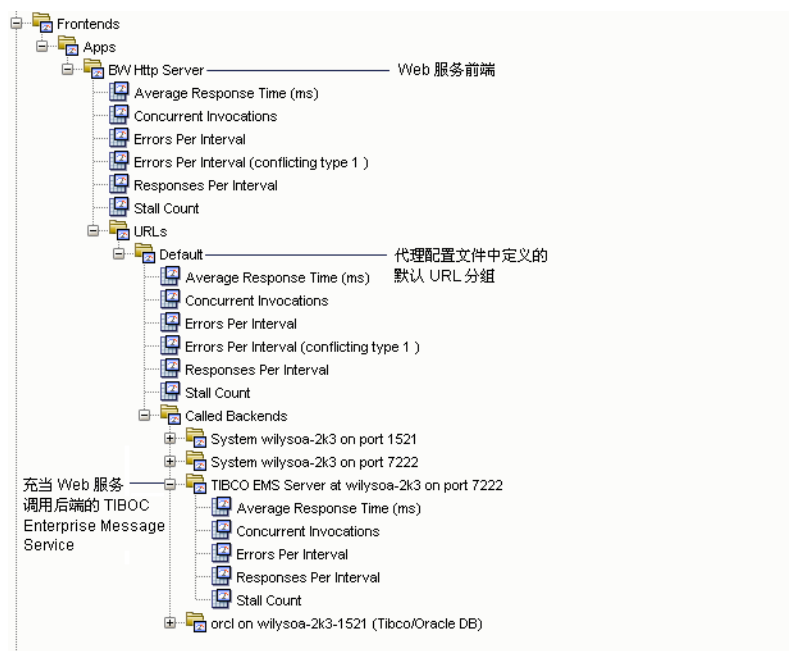 Frontends
Apps
BW Http Server
Web 服务前端
Average Response Time (ms)
Concurrent Invocations
Errors Per Interval
Errors Per Interval (conflicting type 1 )
Responses Per Interval
Stall Count
URLs
Default
代理配置文件中定义的
默认 URL 分组
Average Response Time (ms)
Concurrent Invocations
Errors Per Interval
Errors Per Interval (conflicting type 1 )
Responses Per Interval
Stall Count
Called Backends
System wilysoa-2k3 on port 1521
System wilysoa-2k3 on port 7222
充当 Web 服务
调用后端的 TIBOC
Enterprise Message
Service
TIBCO EMS Server at wilysoa-2k3 on port 7222
Average Response Time (ms)
Concurrent Invocations
Errors Per Interval
Responses Per Interval
Stall Count
orcl on wilysoa-2k3-1521 (Tibco/Oracle DB)